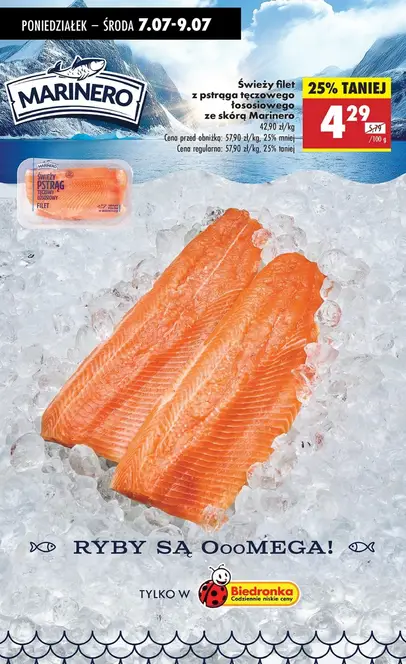 PONIEDZIAŁEK – ŚRODA 7.07-9.07
MARINERO
Świeży filet
z pstrąga tęczowego
łososiowego
ze skórą Marinero
42,90 zł/kg
Cena przed obniżką: 57,90 zł/kg, 25% mniej
Cena regularna: 57,90 zł/kg, 25% taniej
25% TANIEJ
4 29
5,79
/100 g
ŚWIEŻY
PSTRĄG
TĘCZOWY
ŁOSOSIOWY
FILET
RYBY SĄ OooMEGA!
TYLKO W
Biedronka
Codziennie niskie ceny